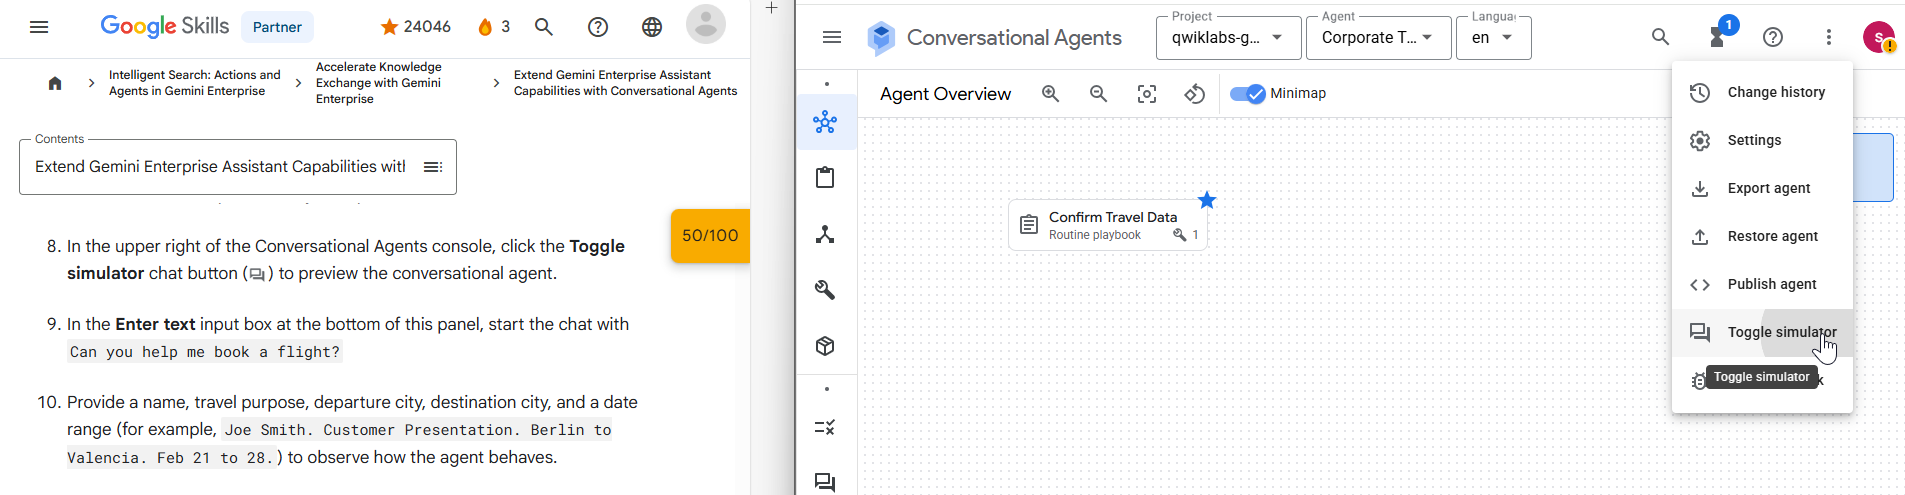 Google Skills
Partner
24046
3
Intelligent Search: Actions and
Agents in Gemini Enterprise
Accelerate Knowledge
Exchange with Gemini
Enterprise
Extend Gemini Enterprise Assistant
Capabilities with Conversational Agents
Contents
Extend Gemini Enterprise Assistant Capabilities
50/100
8. In the upper right of the Conversational Agents console, click the Toggle
simulator chat button ( ) to preview the conversational agent.
9. In the Enter text input box at the bottom of this panel, start the chat with
Can you help me book a flight?
10. Provide a name, travel purpose, departure city, destination city, and a date
range (for example, Joe Smith. Customer Presentation. Berlin to
Valencia. Feb 21 to 28.) to observe how the agent behaves.
Conversational Agents
Project
qwiklabs-g...
Agent
Corporate T...
en
1
S
Agent Overview
Minimap
Confirm Travel Data
Routine playbook
1
Change history
Settings
Export agent
Restore agent
Publish agent
Toggle simulator
Toggle simulator